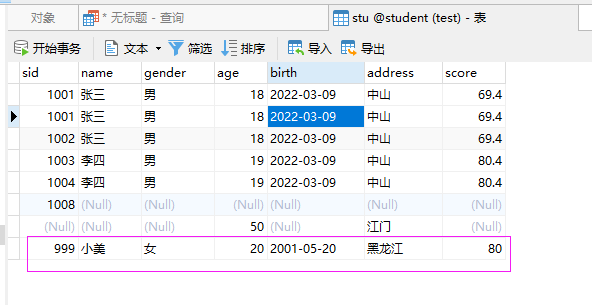 对象 * 无标题 - 查询 stu @student (test) - 表
开始事务 文本 筛选 排序 导入 导出
sid name gender age birth address score
1001 张三 男 18 2022-03-09 中山 69.4
1001 张三 男 18 2022-03-09 中山 69.4
1002 张三 男 18 2022-03-09 中山 69.4
1003 李四 男 19 2022-03-09 中山 80.4
1004 李四 男 19 2022-03-09 中山 80.4
1008 (Null) (Null) (Null) (Null) (Null) (Null)
(Null) (Null) (Null) 50 (Null) 江门 (Null)
999 小美 女 20 2001-05-20 黑龙江 80